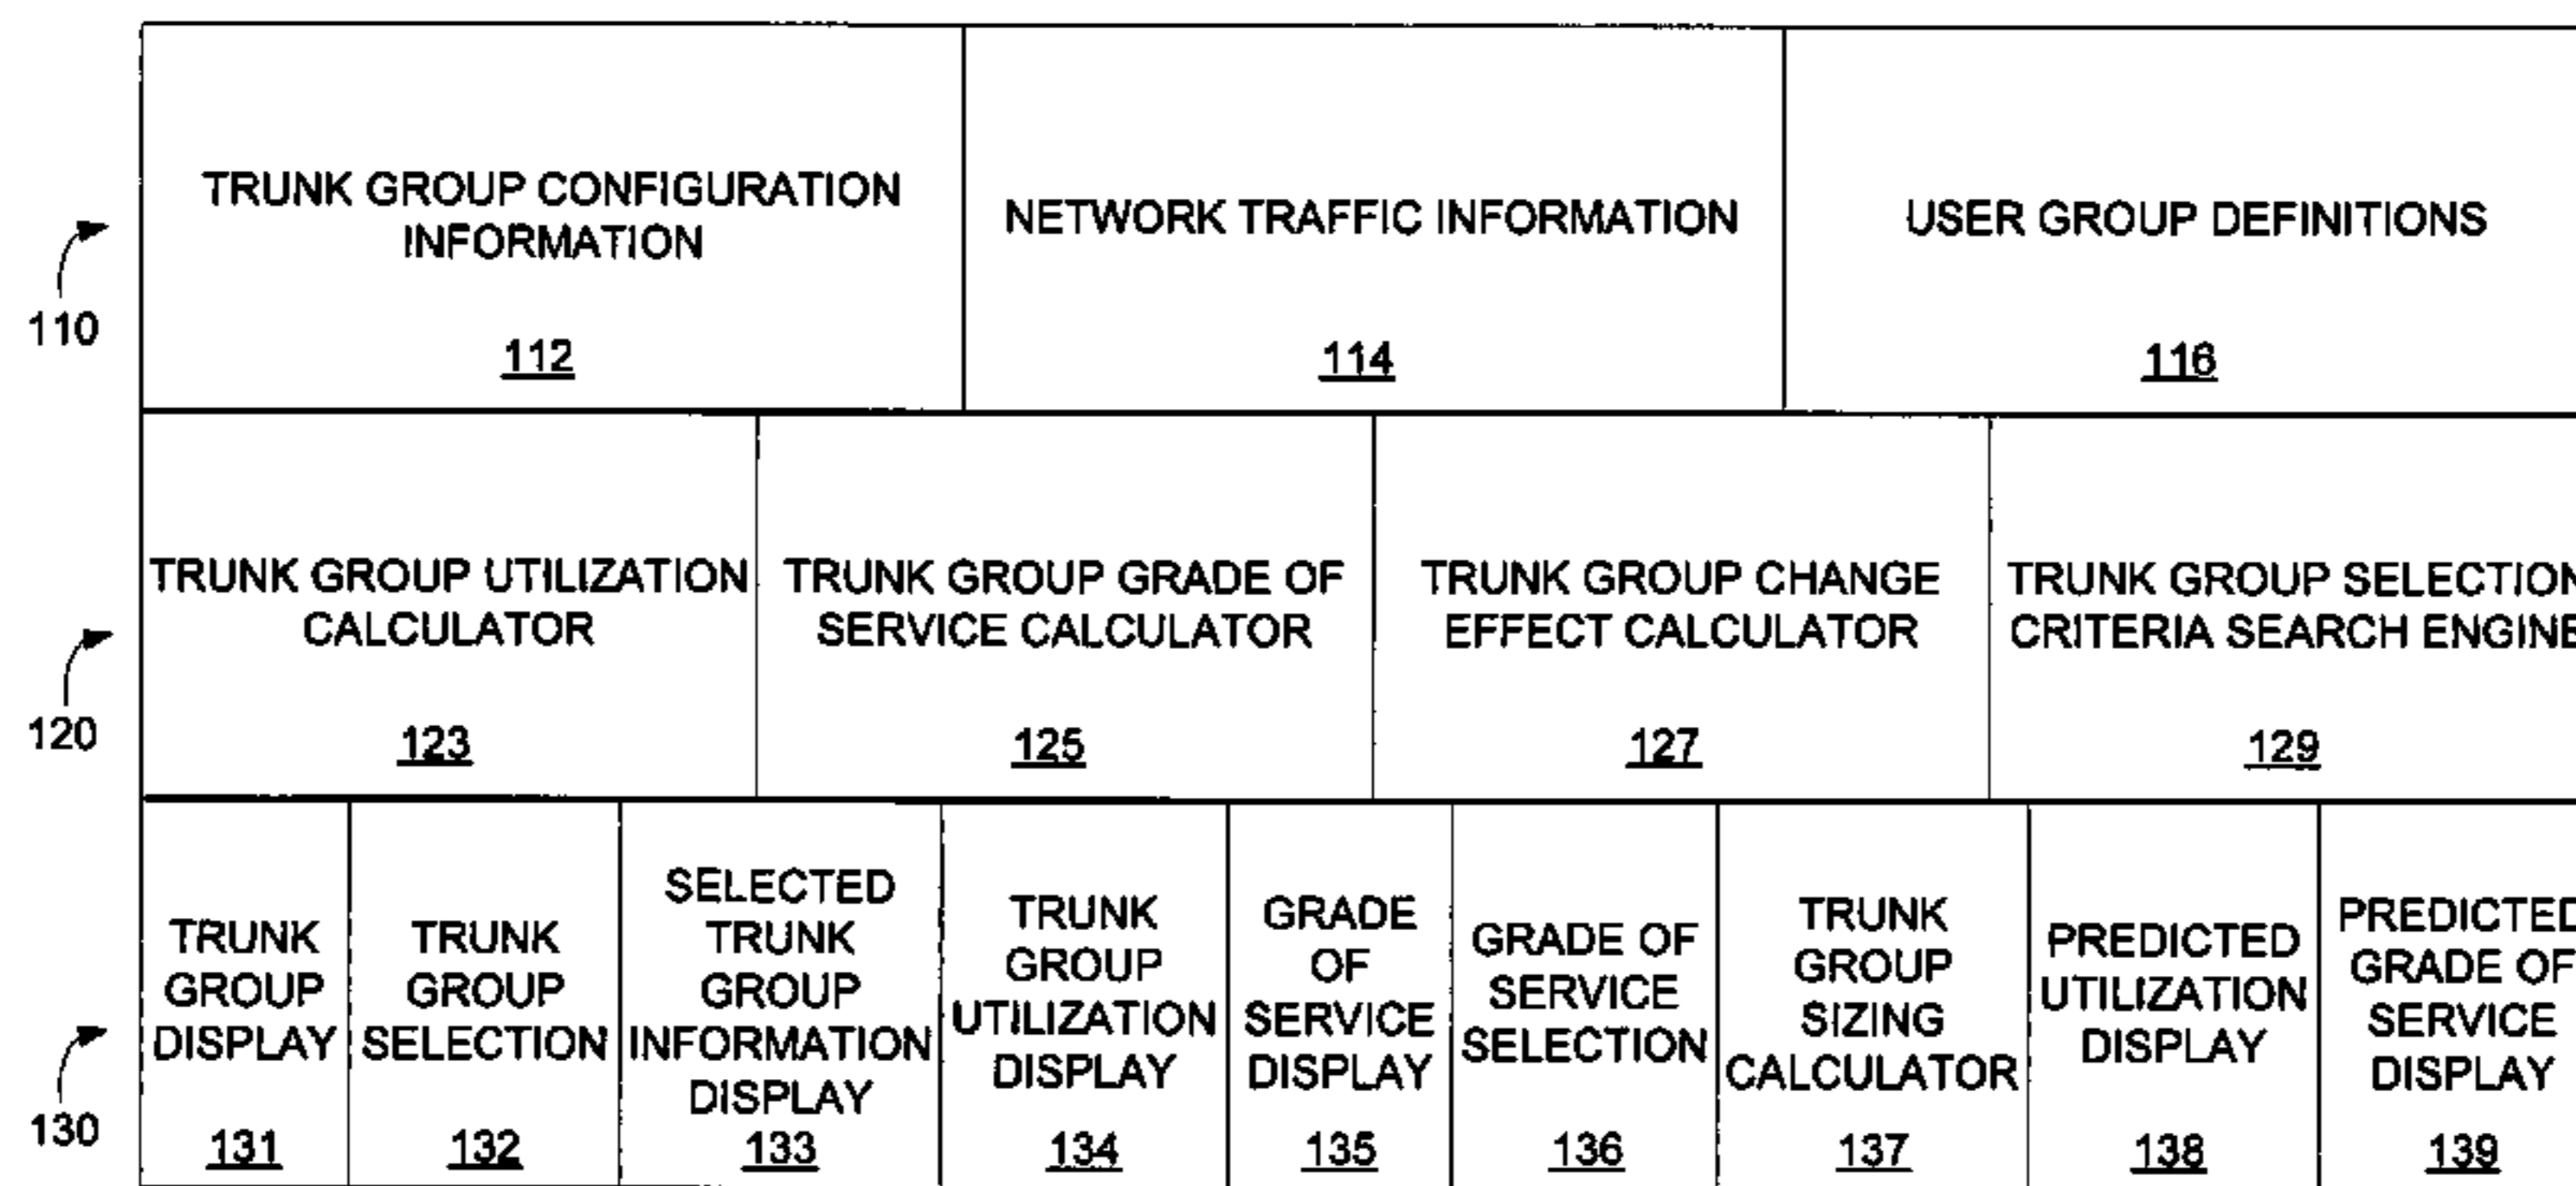 TRUNK GROUP CONFIGURATION
INFORMATION
112
NETWORK TRAFFIC INFORMATION
114
USER GROUP DEFINITIONS
116
110
TRUNK GROUP UTILIZATION
CALCULATOR
123
TRUNK GROUP GRADE OF
SERVICE CALCULATOR
125
TRUNK GROUP CHANGE
EFFECT CALCULATOR
127
TRUNK GROUP SELECTION
CRITERIA SEARCH ENGINE
129
120
TRUNK
GROUP
DISPLAY
131
TRUNK
GROUP
SELECTION
132
SELECTED
TRUNK
GROUP
INFORMATION
DISPLAY
133
TRUNK
GROUP
UTILIZATION
DISPLAY
134
GRADE
OF
SERVICE
DISPLAY
135
GRADE OF
SERVICE
SELECTION
136
TRUNK
GROUP
SIZING
CALCULATOR
137
PREDICTED
UTILIZATION
DISPLAY
138
PREDICTED
GRADE OF
SERVICE
DISPLAY
139
130